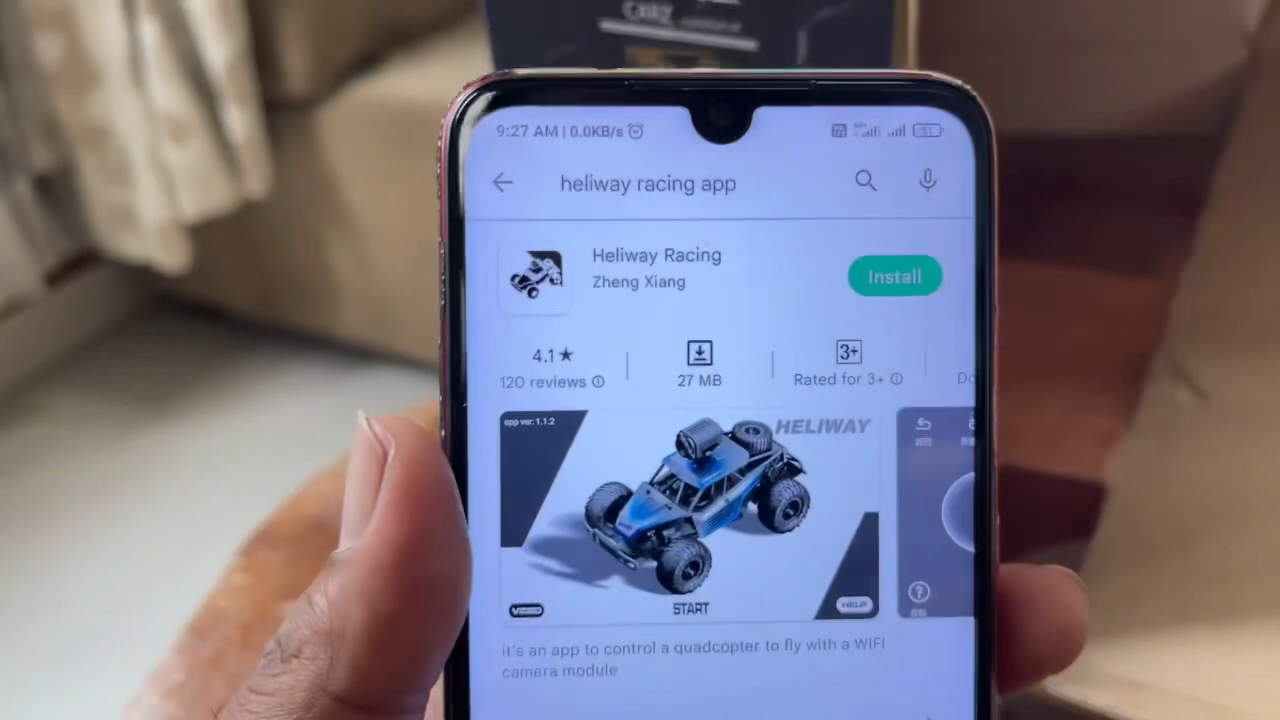 9:27 AM | 0.0KB/s
51
heliway racing app
Heliway Racing
Zheng Xiang
Install
4.1★
120 reviews
27 MB
3+
Rated for 3+
app ver: 1.1.2
HELIWAY
VIDEO
START
HELP
it's an app to control a quadcopter to fly with a WIFI
camera module